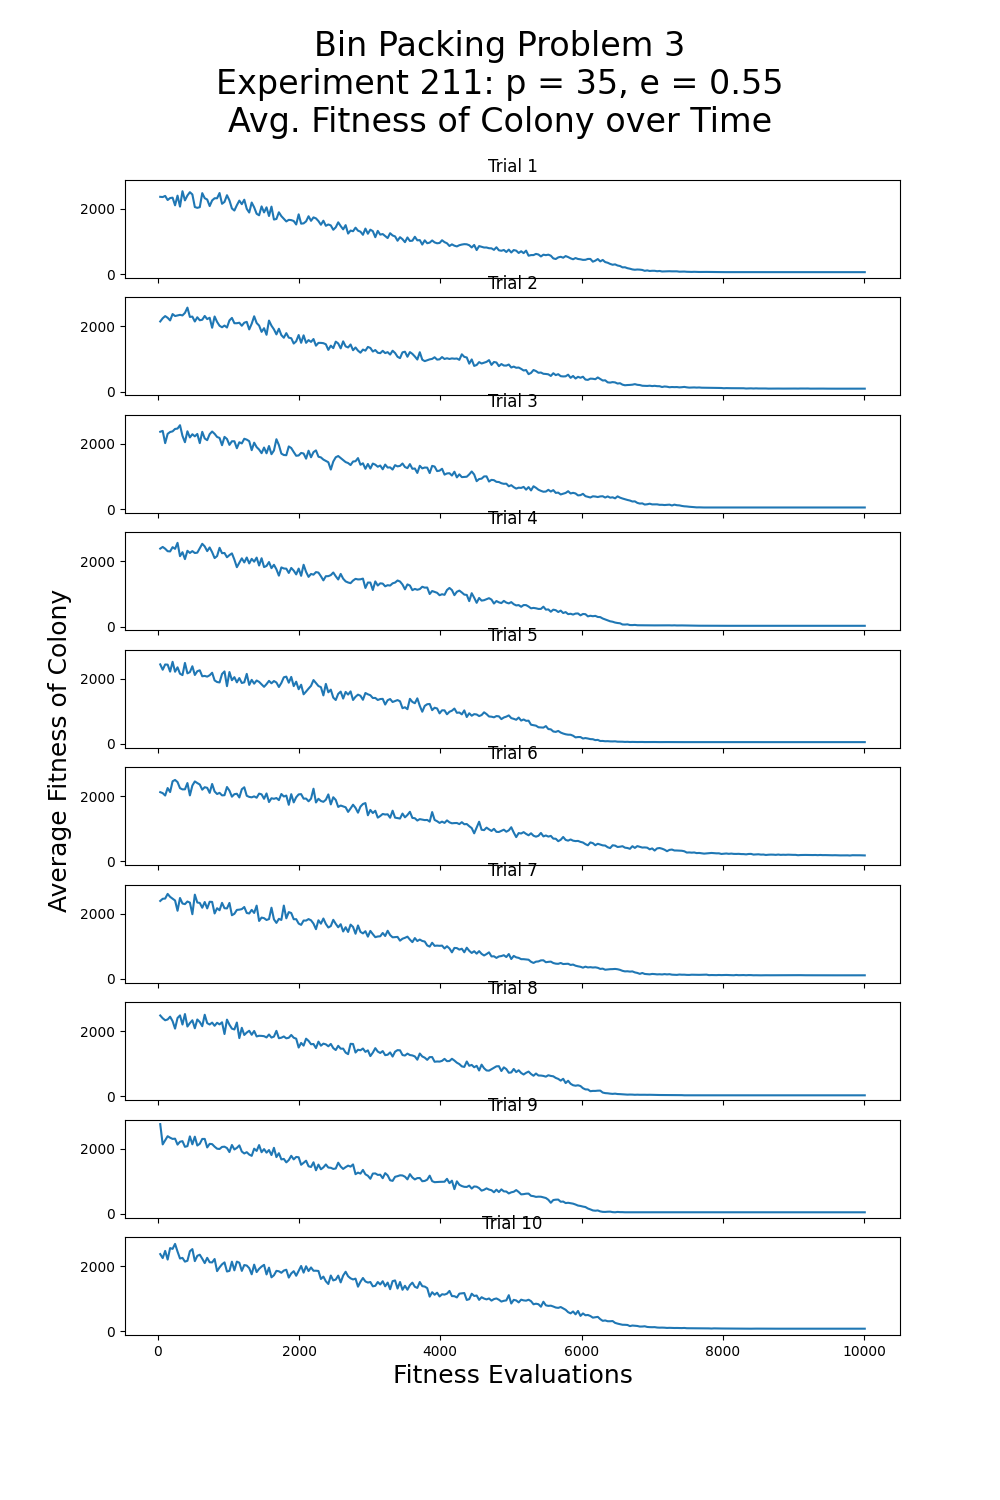 Bin Packing Problem 3
Experiment 211: p = 35, e = 0.55
Avg. Fitness of Colony over Time
Trial 1
2000
0
Trial 2
2000
0
Trial 3
2000
0
Trial 4
2000
0
Trial 5
2000
0
Trial 6
2000
0
Trial 7
2000
0
Trial 8
2000
0
Trial 9
2000
0
Trial 10
2000
0
0 2000 4000 6000 8000 10000
Fitness Evaluations
Average Fitness of Colony